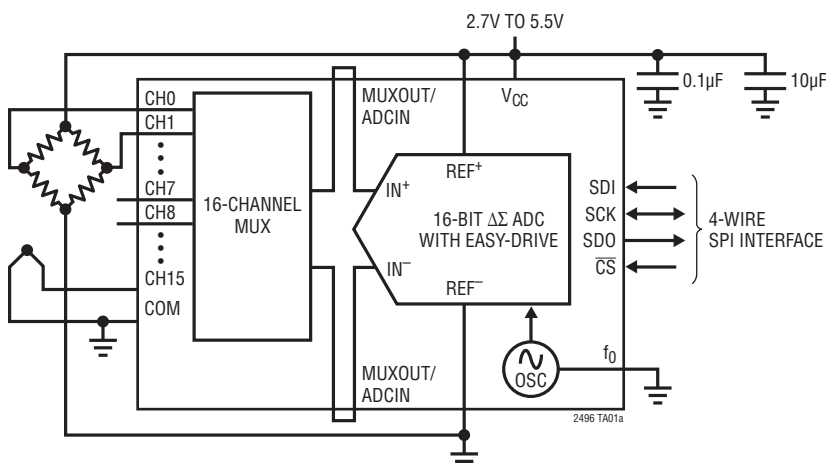 2.7V TO 5.5V
0.1µF
10µF
CH0
CH1
CH7
CH8
CH15
COM
16-CHANNEL
MUX
MUXOUT/
ADCIN
VCC
REF+
IN+
16-BIT ΔΣ ADC
WITH EASY-DRIVE
IN–
REF–
MUXOUT/
ADCIN
OSC
f0
SDI
SCK
SDO
CS
4-WIRE
SPI INTERFACE
2496 TA01a